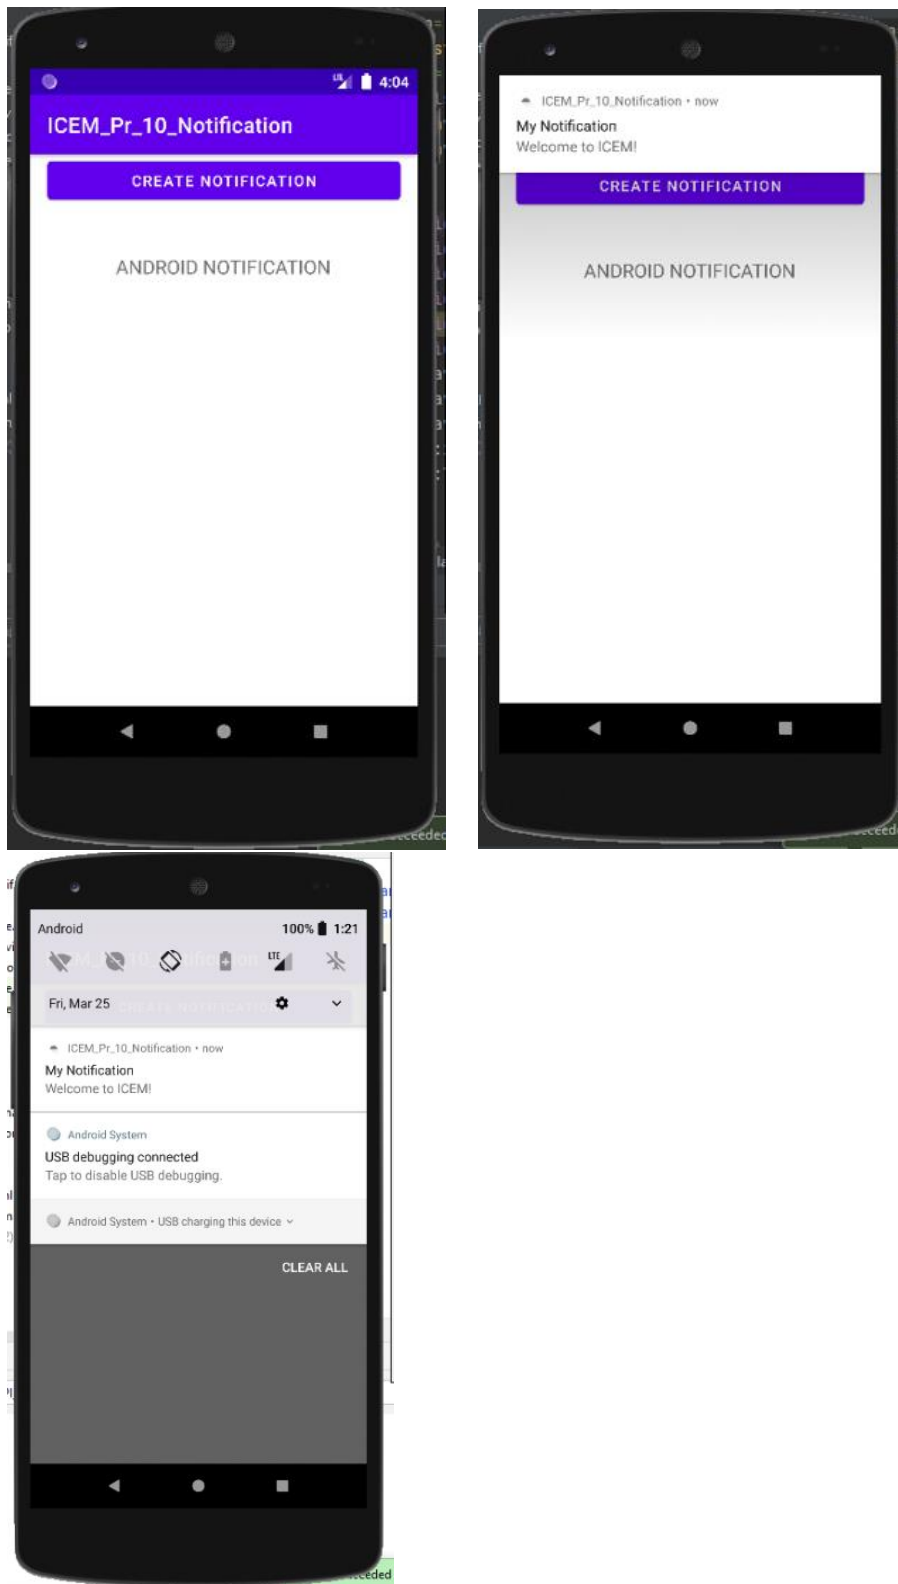 LTE 4:04
ICEM_Pr_10_Notification
CREATE NOTIFICATION
ANDROID NOTIFICATION
ICEM_Pr_10_Notification • now
My Notification
Welcome to ICEM!
CREATE NOTIFICATION
ANDROID NOTIFICATION
Android 100% 1:21
LTE
Fri, Mar 25
ICEM_Pr_10_Notification • now
My Notification
Welcome to ICEM!
Android System
USB debugging connected
Tap to disable USB debugging.
Android System • USB charging this device
CLEAR ALL